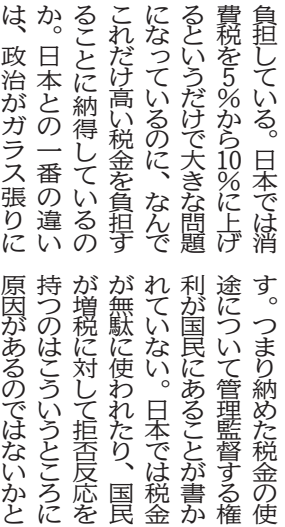 負担している。日本では消
費税を5％から10％に上げ
るというだけで大きな問題
になっているのに、なんで
これだけ高い税金を負担す
ることに納得しているの
か。日本との一番の違い
は、政治がガラス張りに
す。つまり納めた税金の使
途について管理監督する権
利が国民にあることが書か
れていない。日本では税金
が無駄に使われたり、国民
が増税に対して拒否反応を
持つのはこういうところに
原因があるのではないかと